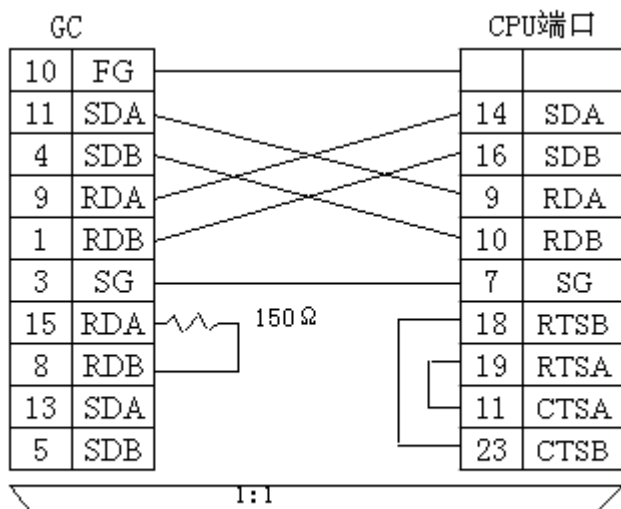 GC CPU端口
10 FG
11 SDA 14 SDA
4 SDB 16 SDB
9 RDA 9 RDA
1 RDB 10 RDB
3 SG 7 SG
15 RDA 150Ω 18 RTSB
8 RDB 19 RTSA
13 SDA 11 CTSA
5 SDB 23 CTSB
1:1